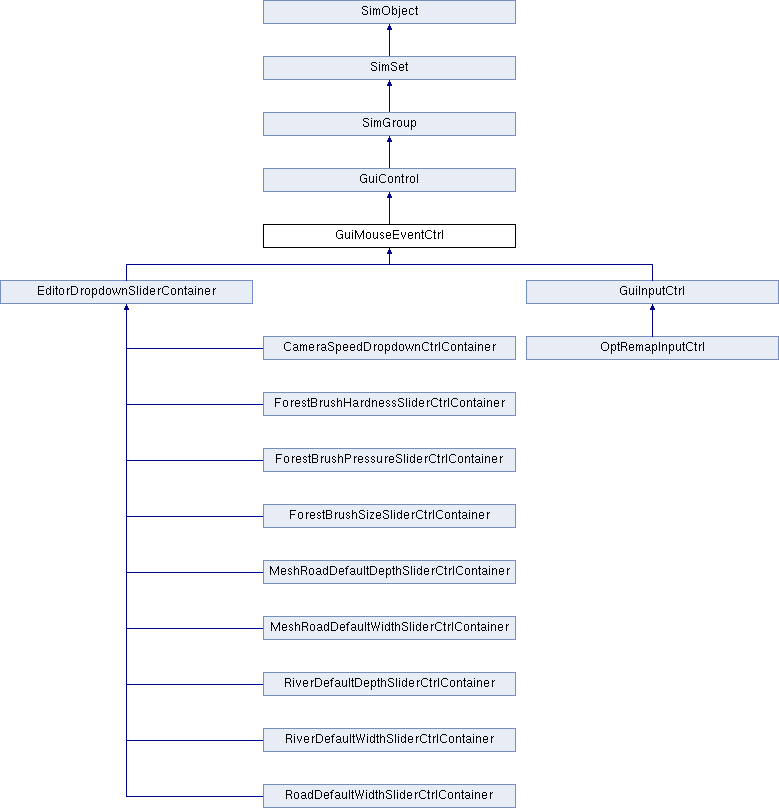 SimObject
SimSet
SimGroup
GuiControl
GuiMouseEventCtrl
EditorDropdownSliderContainer
GuiInputCtrl
CameraSpeedDropdownCtrlContainer
OptRemapInputCtrl
ForestBrushHardnessSliderCtrlContainer
ForestBrushPressureSliderCtrlContainer
ForestBrushSizeSliderCtrlContainer
MeshRoadDefaultDepthSliderCtrlContainer
MeshRoadDefaultWidthSliderCtrlContainer
RiverDefaultDepthSliderCtrlContainer
RiverDefaultWidthSliderCtrlContainer
RoadDefaultWidthSliderCtrlContainer